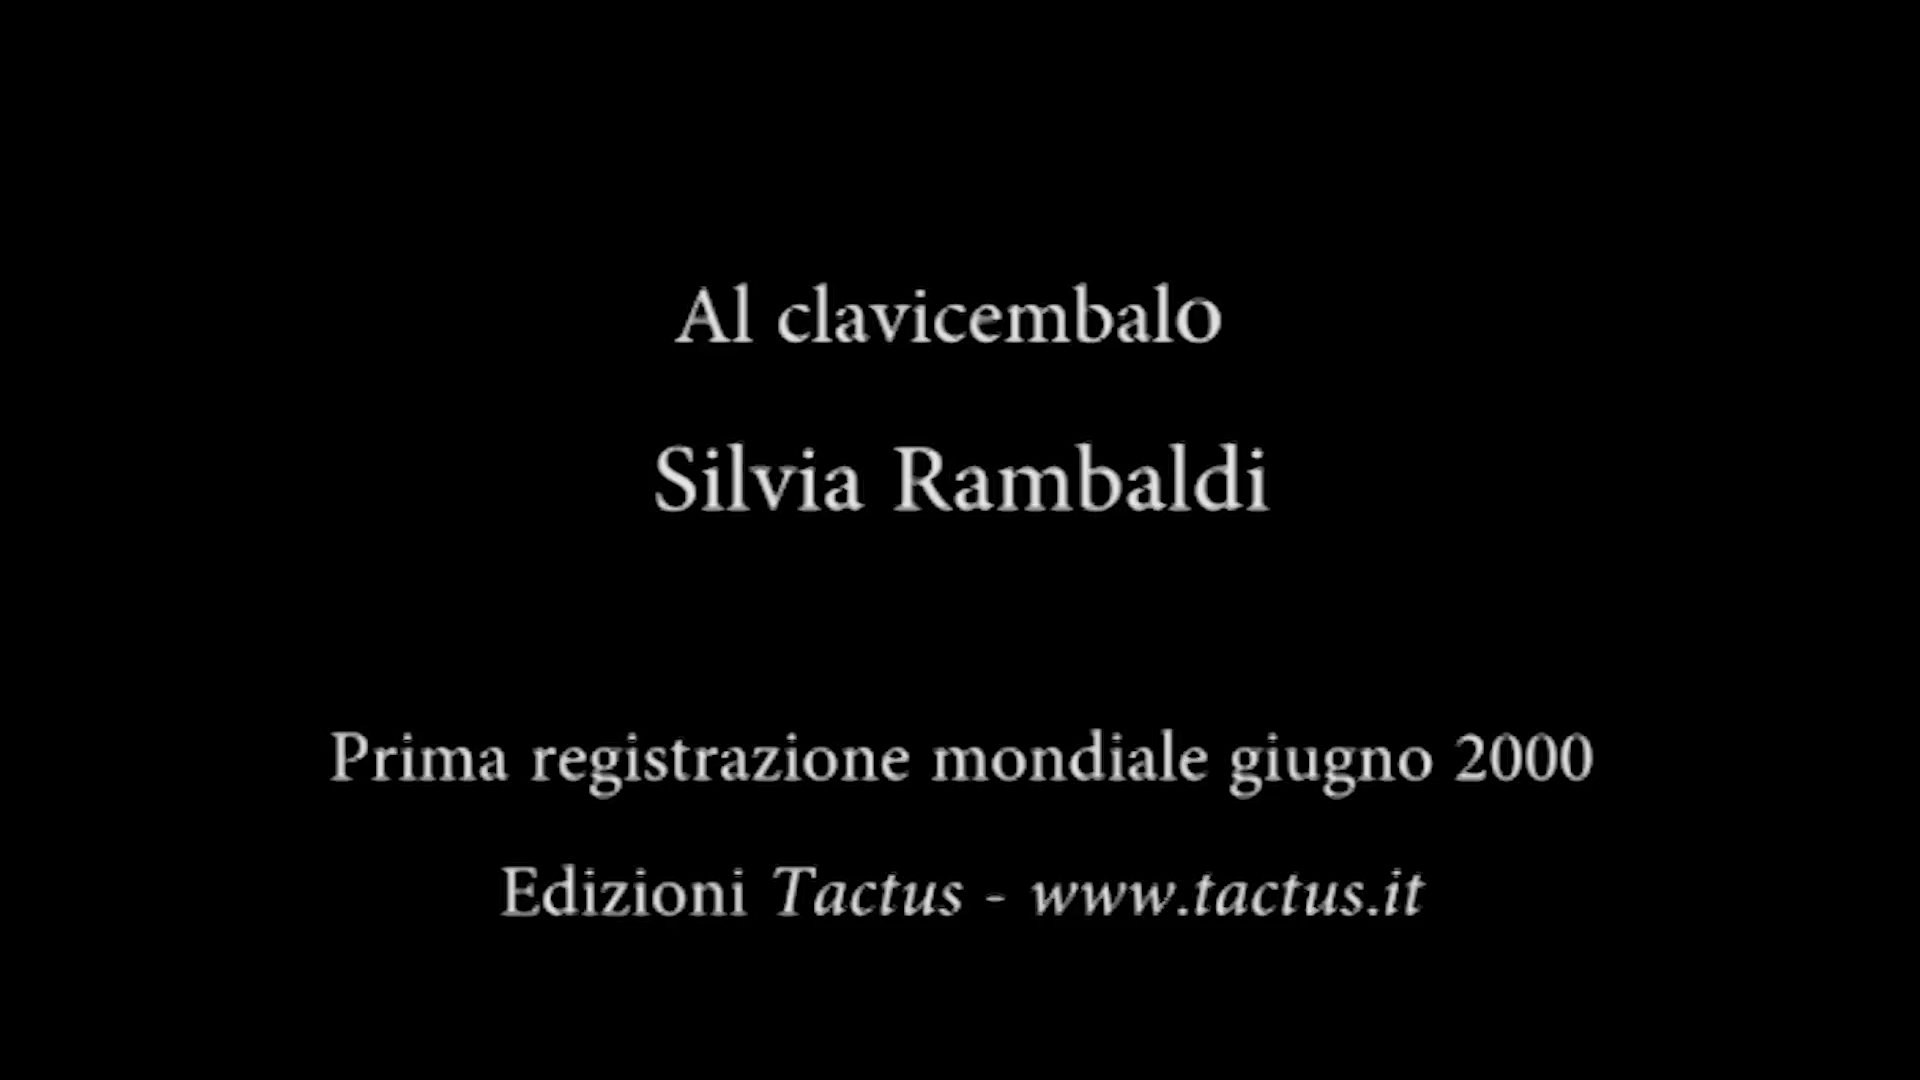 Al clavicembalo
Silvia Rambaldi
Prima registrazione mondiale giugno 2000
Edizioni Tactus - www.tactus.it